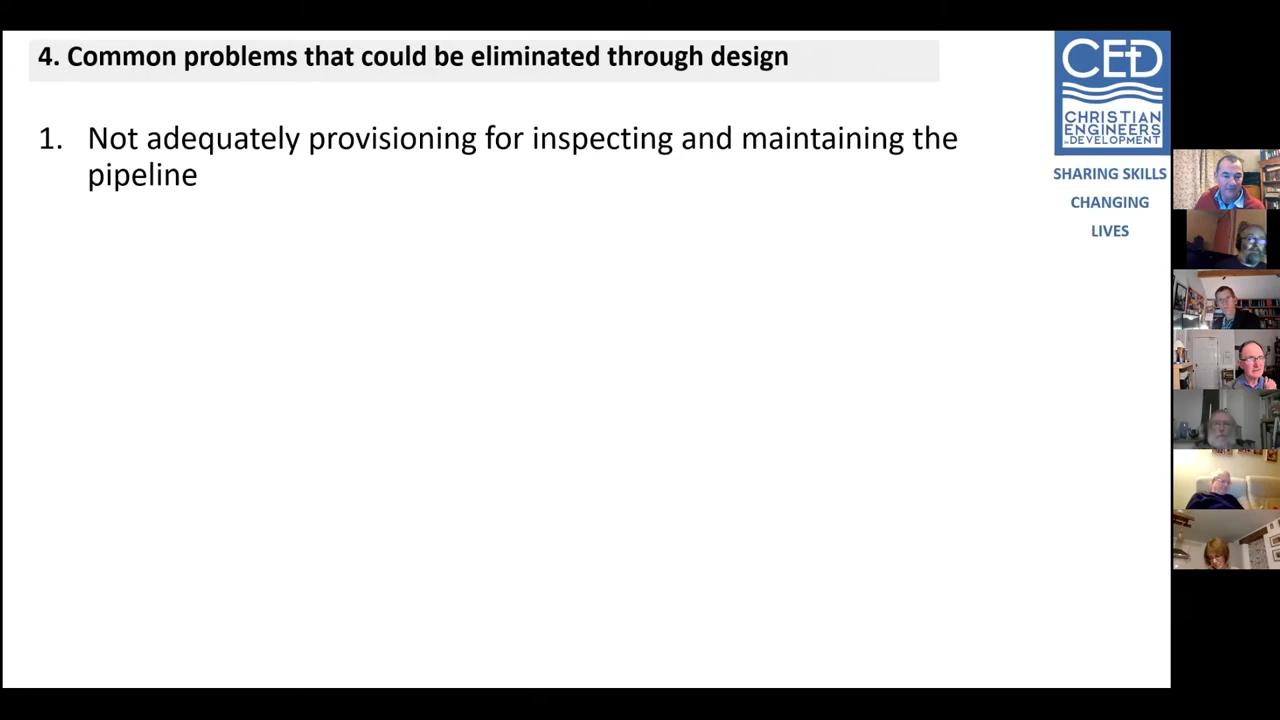 4. Common problems that could be eliminated through design
1. Not adequately provisioning for inspecting and maintaining the
pipeline
CED
CHRISTIAN
ENGINEERS
IN DEVELOPMENT
SHARING SKILLS
CHANGING
LIVES